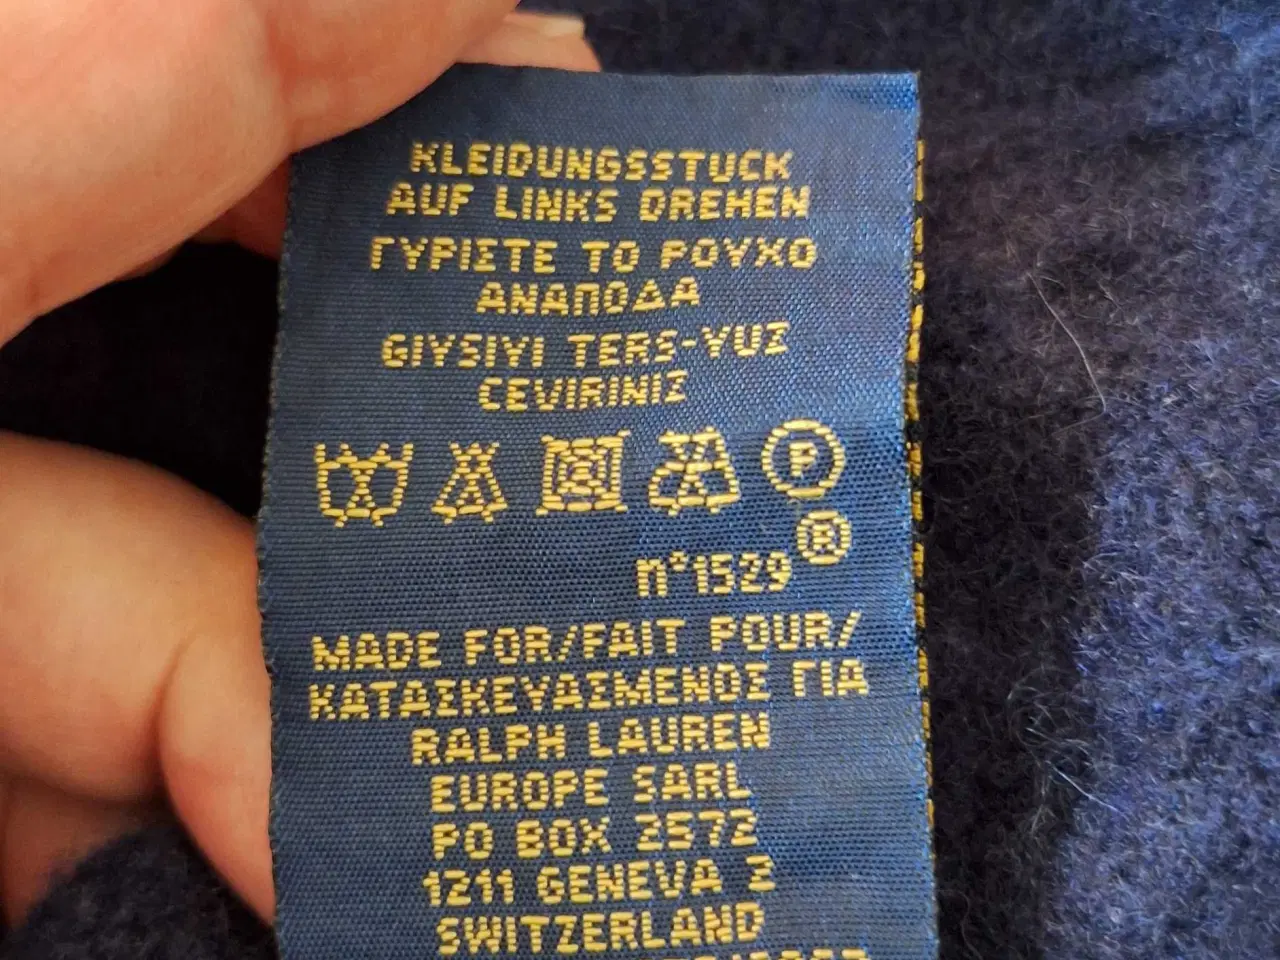 KLEIDUNGSSTUCK
AUF LINKS DREHEN
ΓΥΡΙΣΤΕ ΤΟ ΡΟΥΧΟ
ΑΝΑΠΟΔΑ
GIYSIYI TERS-YUZ
CEVIRINIZ
P
n°1529®
MADE FOR/FAIT POUR/
ΚΑΤΑΣΚΕΥΑΣΜΕΝΟΣ ΓΙΑ
RALPH LAUREN
EUROPE SARL
PO BOX 2572
1211 GENEVA 2
SWITZERLAND